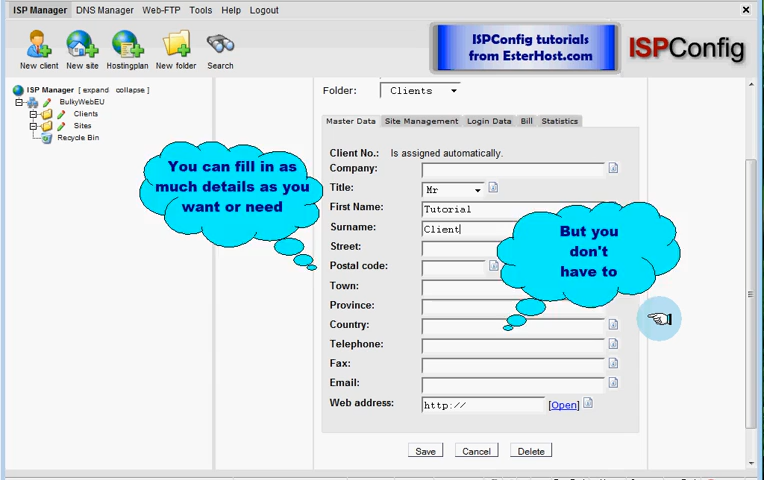 ISP Manager DNS Manager Web-FTP Tools Help Logout
New client New site Hostingplan New folder Search
ISPConfig tutorials
from EsterHost.com
ISPConfig
ISP Manager [ expand collapse ]
BulkyWebEU
Clients
Sites
Recycle Bin
Folder: Clients
Master Data Site Management Login Data Bill Statistics
Client No.: Is assigned automatically.
Company:
Title: Mr
First Name: Tutorial
Surname: Client
Street:
Postal code:
Town:
Province:
Country:
Telephone:
Fax:
Email:
Web address: http:// [Open]
Save Cancel Delete
You can fill in as
much details as you
want or need
But you
don't
have to